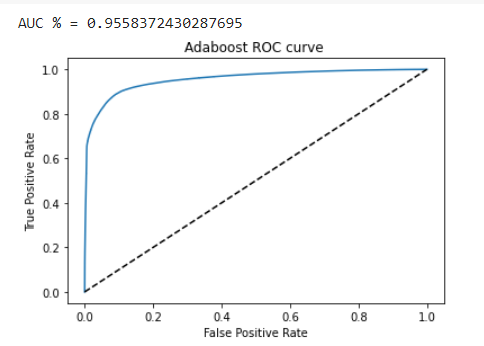 AUC % = 0.9558372430287695
Adaboost ROC curve
1.0
0.8
0.6
0.4
0.2
0.0
True Positive Rate
0.0 0.2 0.4 0.6 0.8 1.0
False Positive Rate